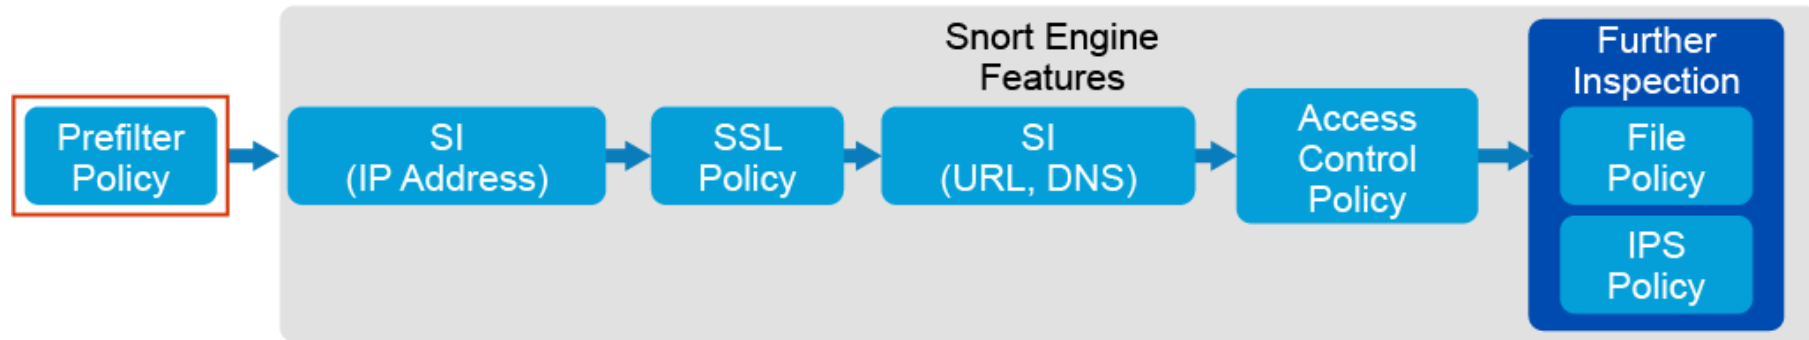 Prefilter
Policy
SI
(IP Address)
SSL
Policy
Snort Engine
Features
SI
(URL, DNS)
Access
Control
Policy
Further
Inspection
File
Policy
IPS
Policy